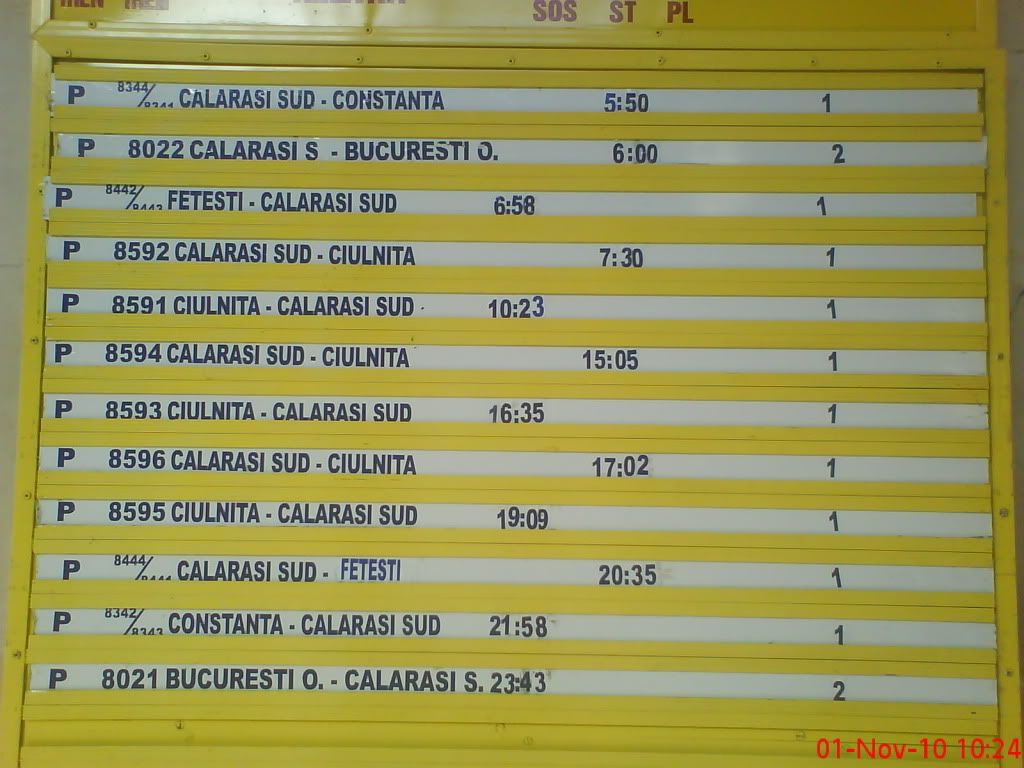 SOS ST PL
P 8344/8341 CALARASI SUD - CONSTANTA 5:50 1
P 8022 CALARASI S - BUCURESTI O. 6:00 2
P 8442/8443 FETESTI - CALARASI SUD 6:58 1
P 8592 CALARASI SUD - CIULNITA 7:30 1
P 8591 CIULNITA - CALARASI SUD 10:23 1
P 8594 CALARASI SUD - CIULNITA 15:05 1
P 8593 CIULNITA - CALARASI SUD 16:35 1
P 8596 CALARASI SUD - CIULNITA 17:02 1
P 8595 CIULNITA - CALARASI SUD 19:09 1
P 8444/ CALARASI SUD - FETESTI 20:35 1
P 8342/8343 CONSTANTA - CALARASI SUD 21:58 1
P 8021 BUCURESTI O. - CALARASI S. 23:43 2
01-Nov-10 10:24